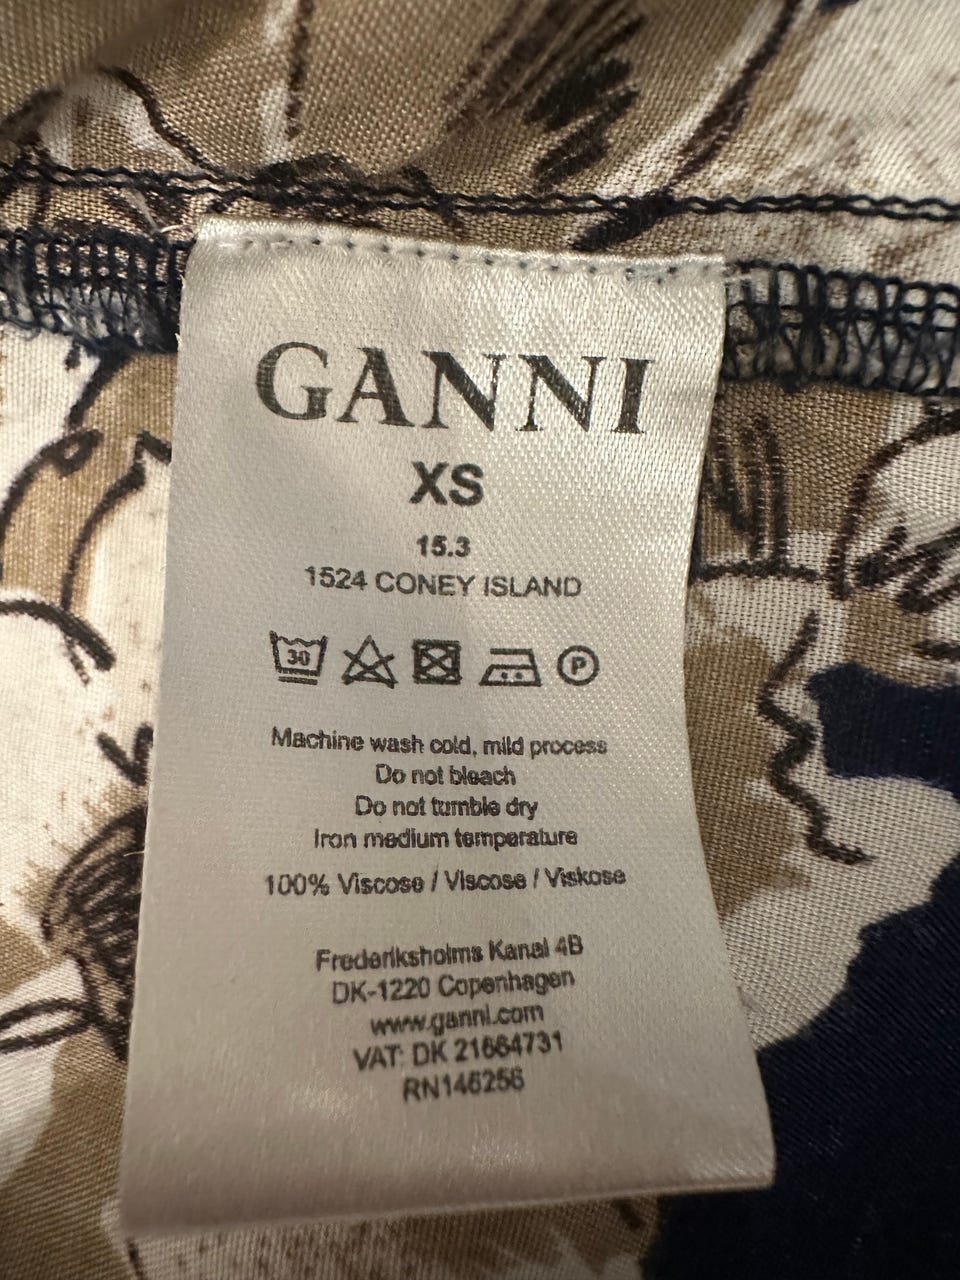 GANNI
XS
15.3
1524 CONEY ISLAND
30 P
Machine wash cold, mild process
Do not bleach
Do not tumble dry
Iron medium temperature
100% Viscose / Viscose / Viskose
Frederiksholms Kanal 4B
DK-1220 Copenhagen
www.ganni.com
VAT: DK 21664731
RN146256